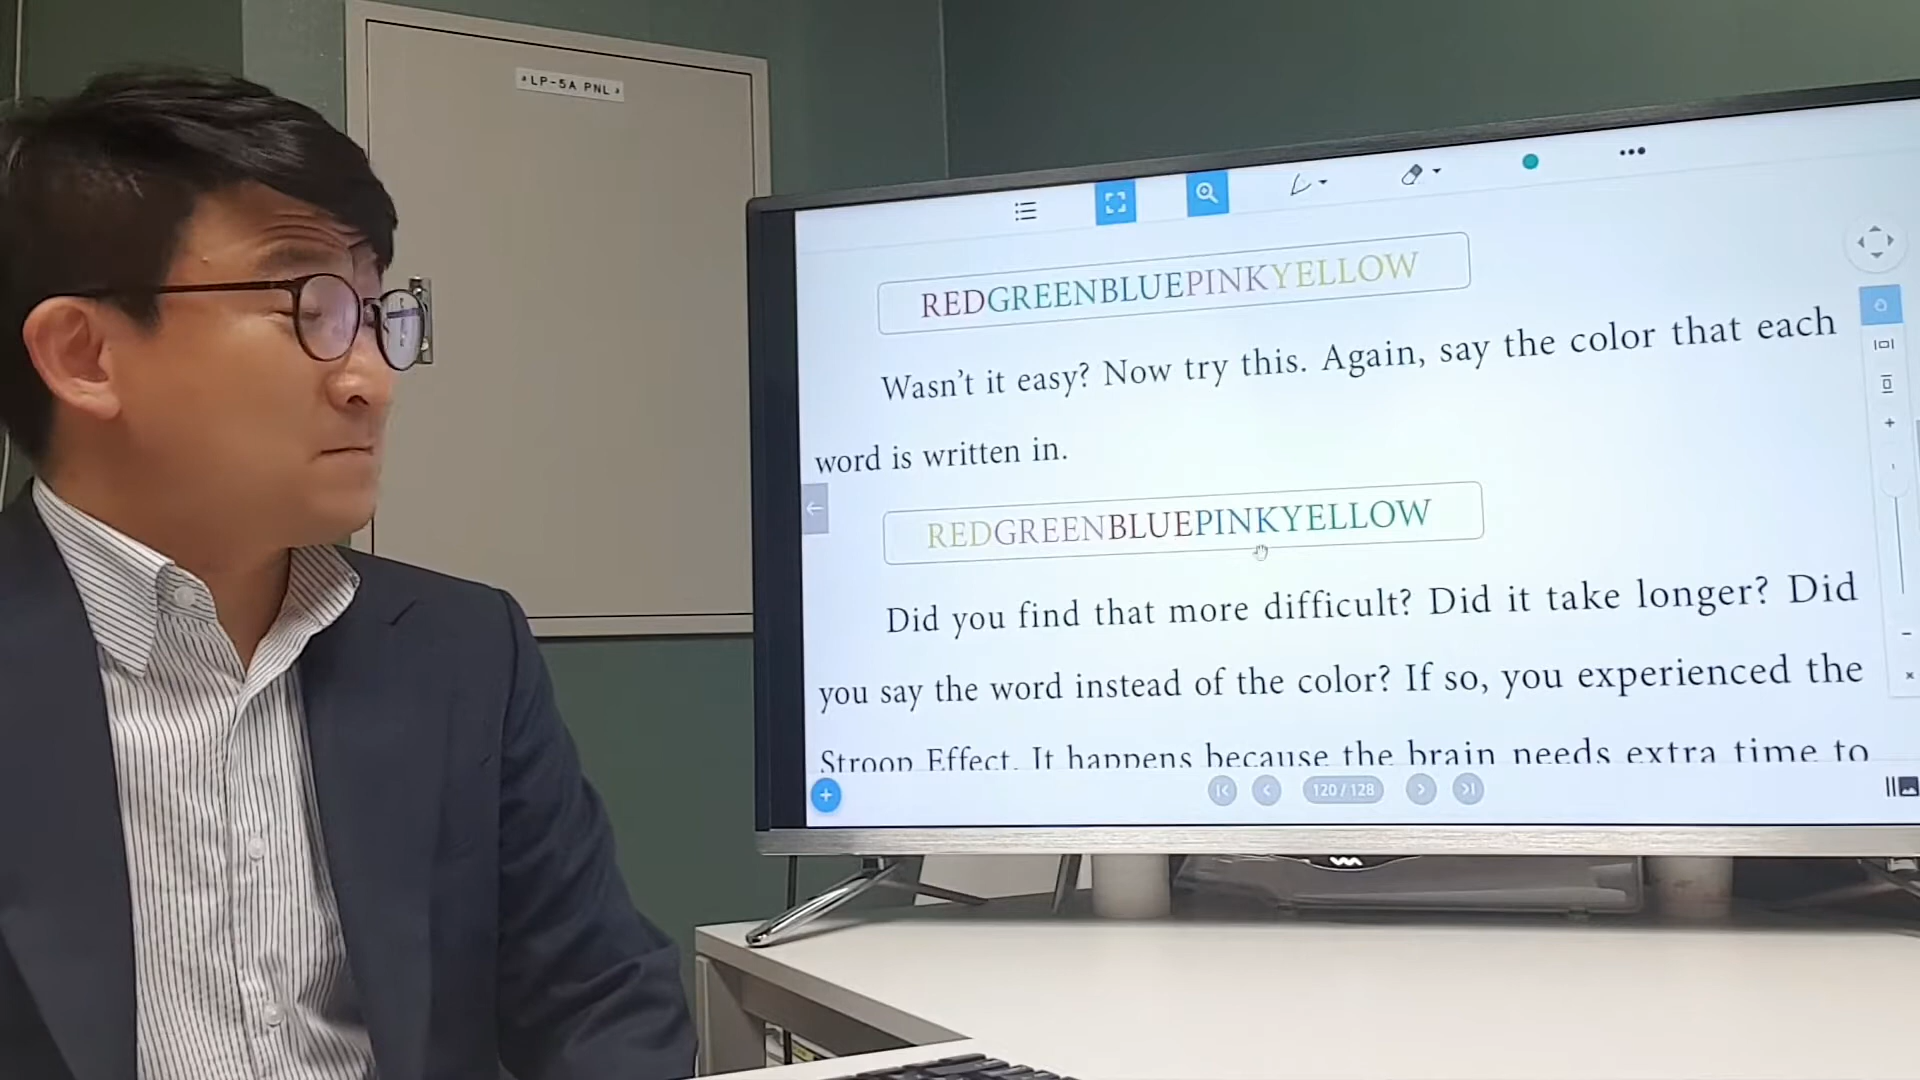 LP-5A PNL
REDGREENBLUEPINKYELLOW
Wasn't it easy? Now try this. Again, say the color that each
word is written in.
REDGREENBLUEPINKYELLOW
Did you find that more difficult? Did it take longer? Did
you say the word instead of the color? If so, you experienced the
Stroop Effect. It happens because the brain needs extra time to
120 / 128